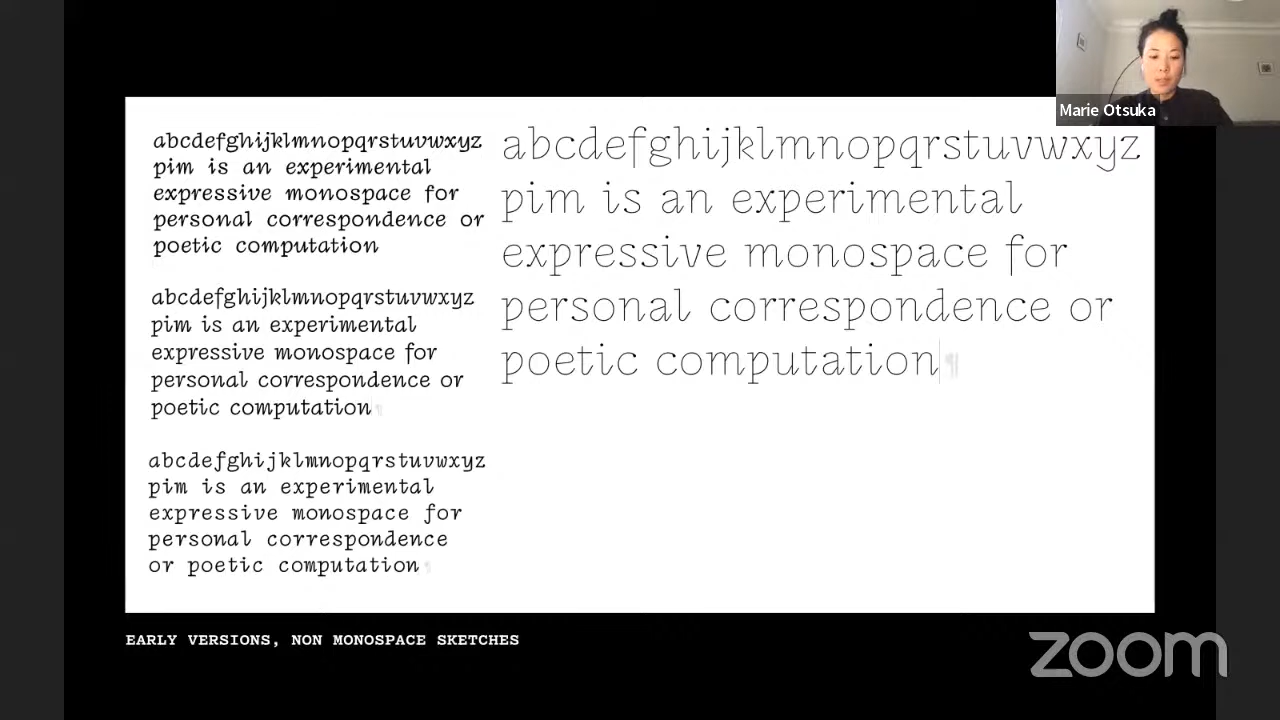 Marie Otsuka
abcdefghijklmnopqrstuvwxyz
pim is an experimental
expressive monospace for
personal correspondence or
poetic computation
abcdefghijklmnopqrstuvwxyz
pim is an experimental
expressive monospace for
personal correspondence or
poetic computation¶
abcdefghijklmnopqrstuvwxyz
pim is an experimental
expressive monospace for
personal correspondence
or poetic computation¶
abcdefghijklmnopqrstuvwxyz
pim is an experimental
expressive monospace for
personal correspondence or
poetic computation¶
EARLY VERSIONS, NON MONOSPACE SKETCHES
zoom